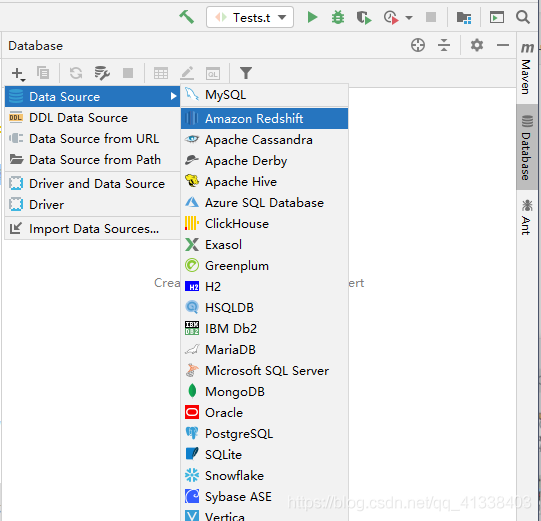 Tests.t
Database
Data Source
DDL Data Source
Data Source from URL
Data Source from Path
Driver and Data Source
Driver
Import Data Sources...
MySQL
Amazon Redshift
Apache Cassandra
Apache Derby
Apache Hive
Azure SQL Database
ClickHouse
Exasol
Greenplum
H2
HSQLDB
IBM Db2
MariaDB
Microsoft SQL Server
MongoDB
Oracle
PostgreSQL
SQLite
Snowflake
Sybase ASE
Vertica
Crea
ert
Maven
Database
Ant
https://blog.csdn.net/qq_41338403